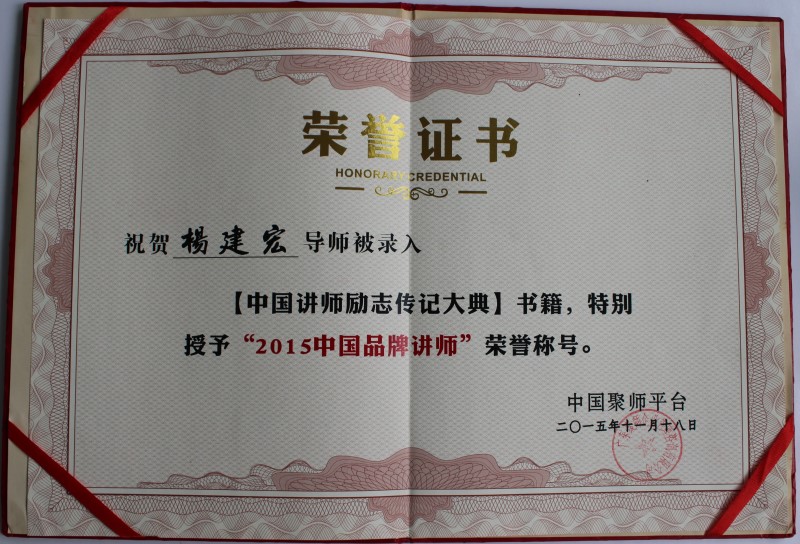 荣誉证书
HONORARY CREDENTIAL
祝贺 楊建宏 导师被录入
【中国讲师励志传记大典】书籍，特别
授予“2015中国品牌讲师”荣誉称号。
中国聚师平台
二〇一五年十一月十八日